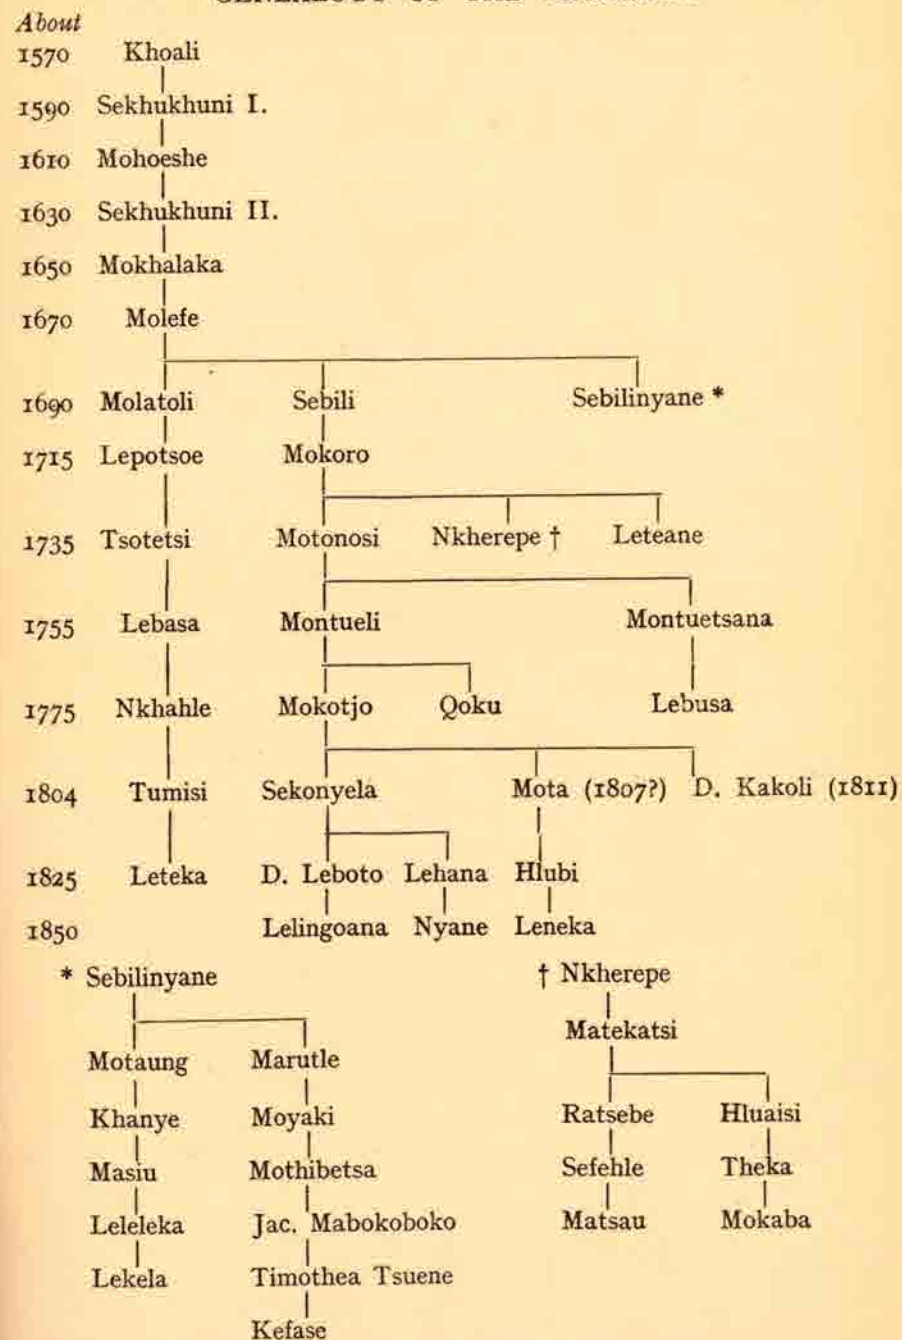 About
1570 Khoali
1590 Sekhukhuni I.
1610 Mohoeshe
1630 Sekhukhuni II.
1650 Mokhalaka
1670 Molefe
1690 Molatoli Sebili Sebilinyane *
1715 Lepotsoe Mokoro
1735 Tsotetsi Motonosi Nkherepe † Leteane
1755 Lebasa Montueli Montuetsana
1775 Nkhahle Mokotjo Qoku Lebusa
1804 Tumisi Sekonyela Mota (1807?) D. Kakoli (1811)
1825 Leteka D. Leboto Lehana Hlubi
1850 Lelingoana Nyane Leneka
* Sebilinyane † Nkherepe
Matekatsi
Motaung Marutle
Khanye Moyaki Ratsebe Hluaisi
Masiu Mothibetsa Sefehle Theka
Leleleka Jac. Mabokoboko Matsau Mokaba
Lekela Timothea Tsuene
Kefase